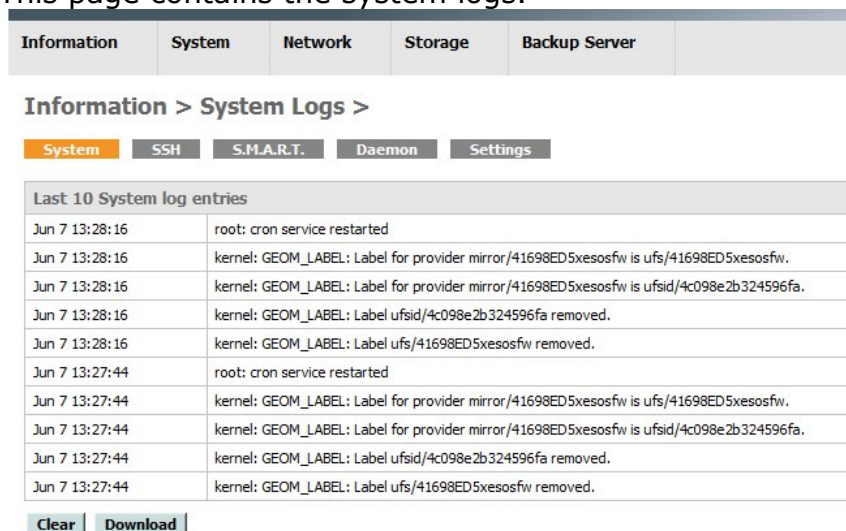 This page contains the system logs.
Information System Network Storage Backup Server
Information > System Logs >
System SSH S.M.A.R.T. Daemon Settings
Last 10 System log entries
Jun 7 13:28:16 root: cron service restarted
Jun 7 13:28:16 kernel: GEOM_LABEL: Label for provider mirror/41698ED5xesosfw is ufs/41698ED5xesosfw.
Jun 7 13:28:16 kernel: GEOM_LABEL: Label for provider mirror/41698ED5xesosfw is ufsid/4c098e2b324596fa.
Jun 7 13:28:16 kernel: GEOM_LABEL: Label ufsid/4c098e2b324596fa removed.
Jun 7 13:28:16 kernel: GEOM_LABEL: Label ufs/41698ED5xesosfw removed.
Jun 7 13:27:44 root: cron service restarted
Jun 7 13:27:44 kernel: GEOM_LABEL: Label for provider mirror/41698ED5xesosfw is ufs/41698ED5xesosfw.
Jun 7 13:27:44 kernel: GEOM_LABEL: Label for provider mirror/41698ED5xesosfw is ufsid/4c098e2b324596fa.
Jun 7 13:27:44 kernel: GEOM_LABEL: Label ufsid/4c098e2b324596fa removed.
Jun 7 13:27:44 kernel: GEOM_LABEL: Label ufs/41698ED5xesosfw removed.
Clear Download